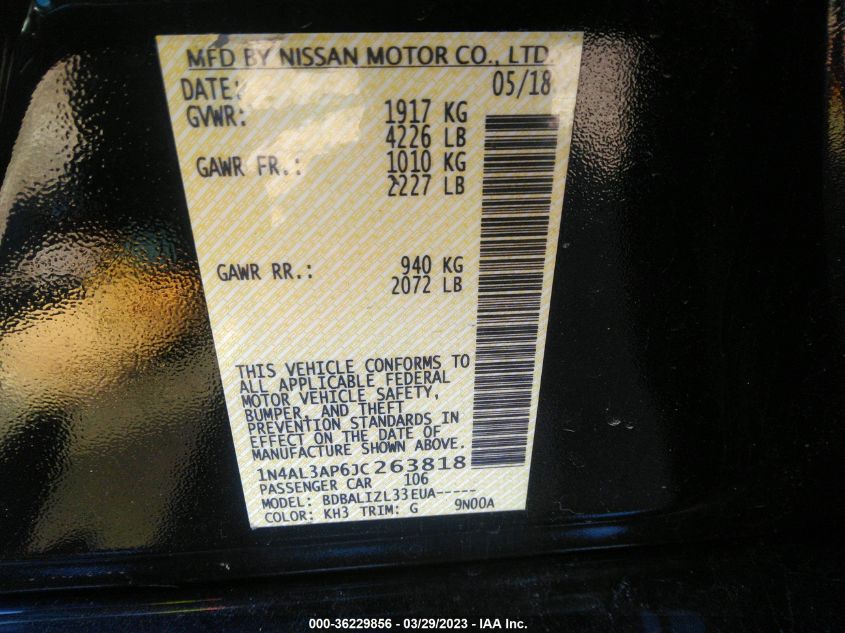 MFD BY NISSAN MOTOR CO., LTD.
DATE: 05/18
GVWR: 1917 KG
4226 LB
GAWR FR.: 1010 KG
2227 LB
GAWR RR.: 940 KG
2072 LB
THIS VEHICLE CONFORMS TO
ALL APPLICABLE FEDERAL
MOTOR VEHICLE SAFETY,
BUMPER, AND THEFT
PREVENTION STANDARDS IN
EFFECT ON THE DATE OF
MANUFACTURE SHOWN ABOVE.
1N4AL3AP6JC263818
PASSENGER CAR 106
MODEL: BDBALIZL33EUA-----
COLOR: KH3 TRIM: G 9N00A
000-36229856 - 03/29/2023 - IAA Inc.